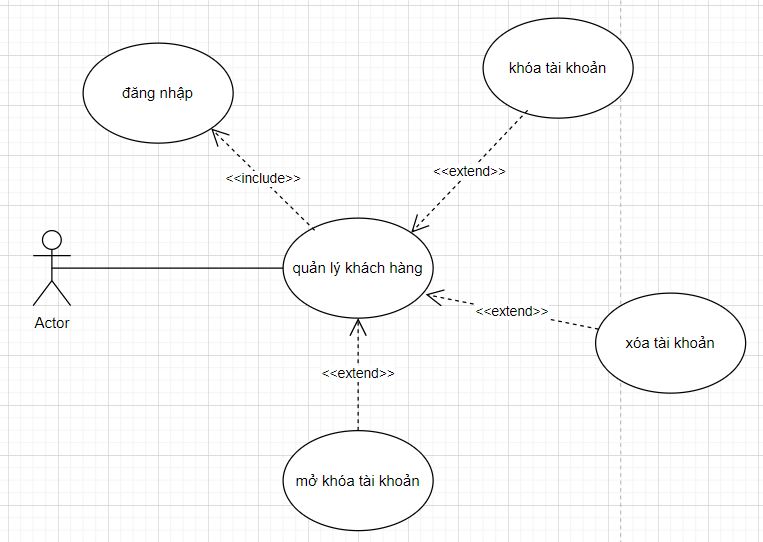 khóa tài khoản
đăng nhập
<<extend>>
<<include>>
quản lý khách hàng
<<extend>>
Actor
xóa tài khoản
<<extend>>
mở khóa tài khoản